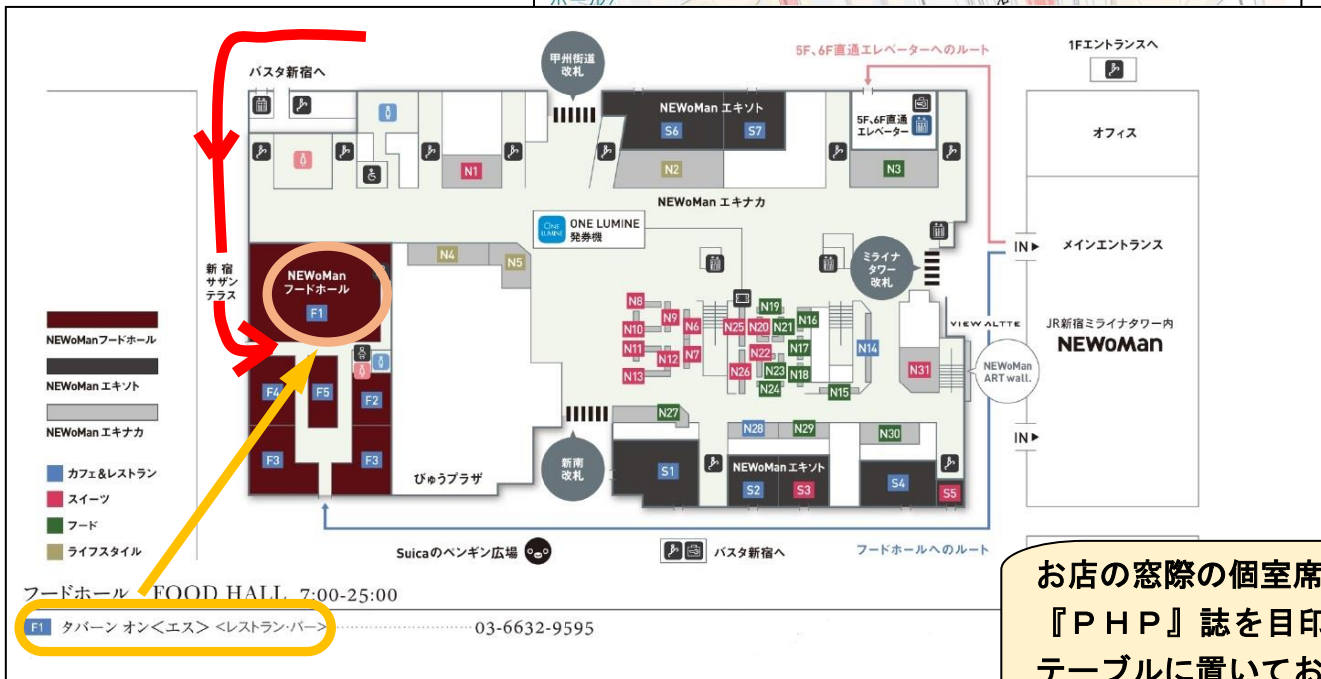 バスタ新宿へ
甲州街道
改札
5F、6F直通エレベーターへのルート
1Fエントランスへ
NEWoMan エキソト
S6
S7
5F、6F直通
エレベーター
オフィス
N1
N2
N3
NEWoMan エキナカ
ONE
LUMINE
ONE LUMINE
発券機
IN▶
メインエントランス
新宿
サザン
テラス
NEWoMan
フードホール
F1
N4
N5
ミライナ
タワー
改札
N8
N9
N10
N6
N11
N12
N7
N13
N25
N19
N20
N21
N16
N22
N17
N23
N18
N26
N24
N14
N15
N31
VIEW ALTTE
JR新宿ミライナタワー内
NEWoMan
NEWoMan
ART wall.
NEWoManフードホール
NEWoMan エキソト
NEWoMan エキナカ
F4
F5
F2
F3
F3
びゅうプラザ
新南
改札
N27
N28
N29
N30
IN▶
S1
NEWoMan エキソト
S2
S3
S4
S5
カフェ&レストラン
スイーツ
フード
ライフスタイル
Suicaのペンギン広場
バスタ新宿へ
フードホールへのルート
フードホール FOOD HALL 7:00-25:00
F1 タバーン オン<エス> <レストラン・バー> 03-6632-9595
お店の窓際の個室席
『PHP』誌を目印
テーブルに置いてお